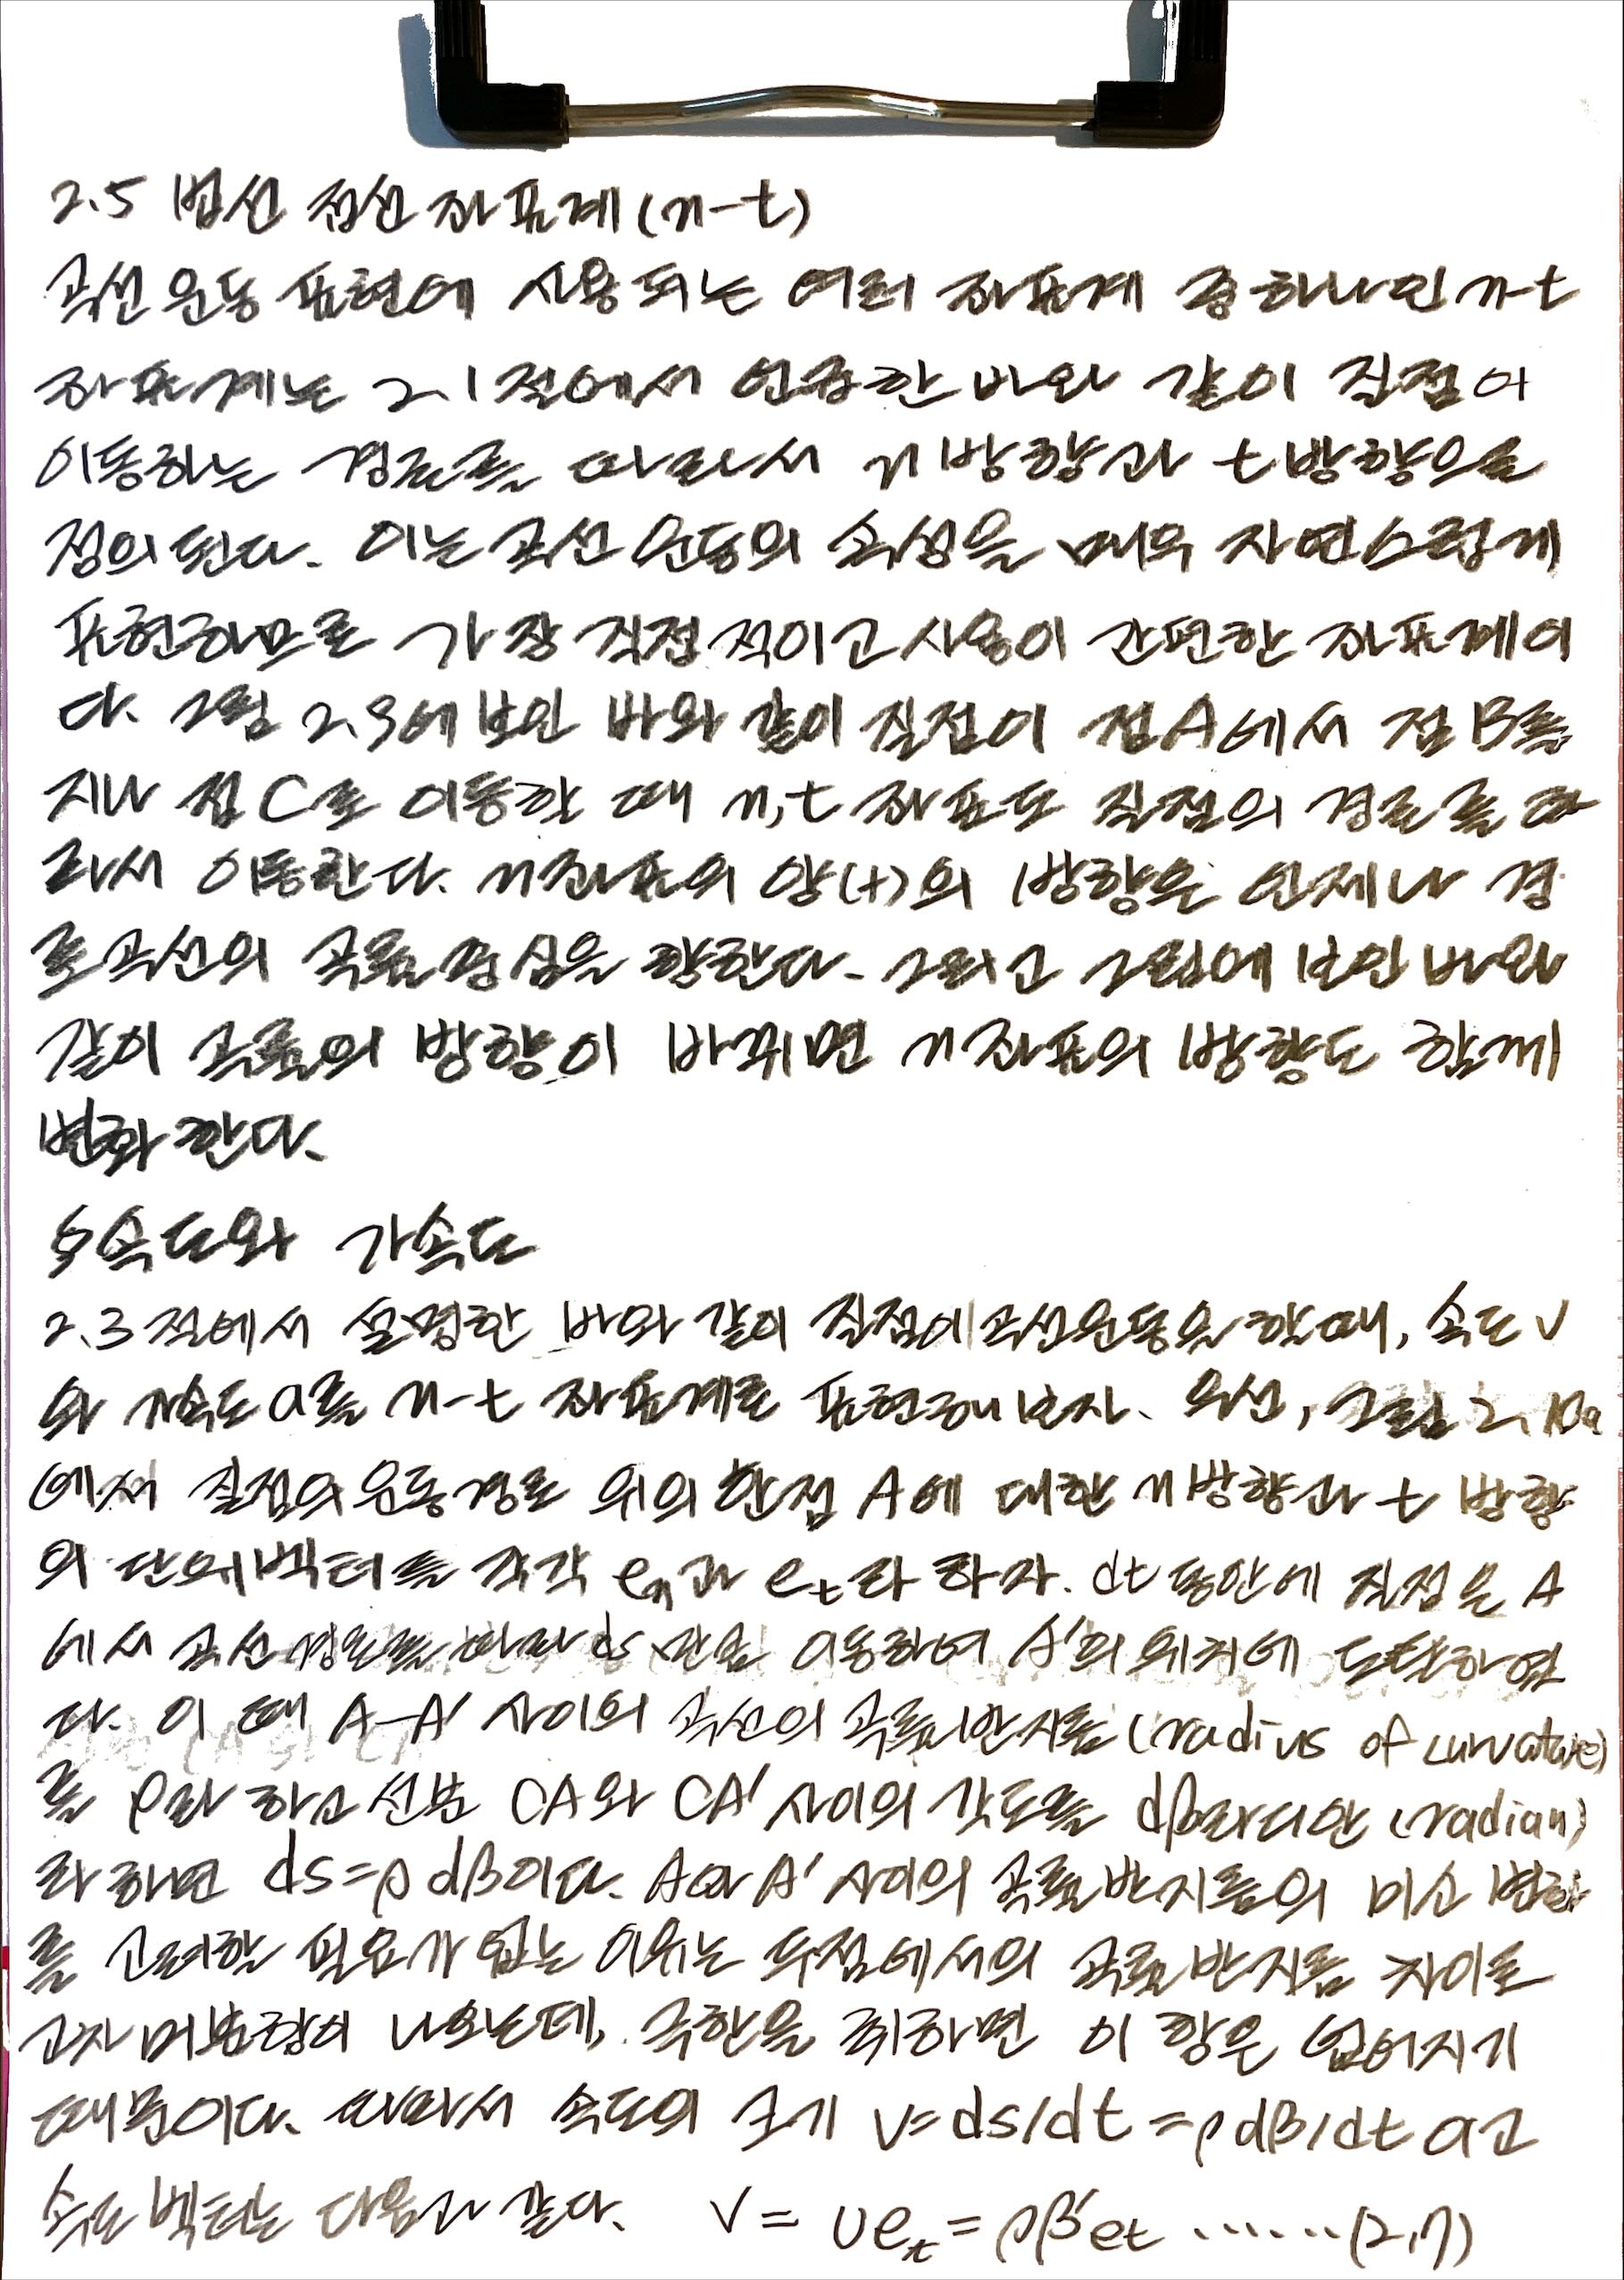 2.5 법선 접선 좌표계(n-t)
곡선 운동 표현에 사용되는 여러 좌표계 중 하나인 n-t
좌표계는 2.1절에서 언급한 바와 같이 질점이
이동하는 경로를 따라서 n방향과 t방향으로
정의된다. 이는 곡선 운동의 속성을 매우 자연스럽게
표현하므로 가장 직접적이고 사용이 간편한 좌표계이
다. 그림 2.9에 보인 바와 같이 질점이 점A에서 점B를
지나 점 C로 이동할 때 n,t 좌표도 질점의 경로를 따
라서 이동한다. n좌표의 양(+)의 방향은 언제나 경
로곡선의 곡률중심을 향한다. 그리고 그림에 보인 바와
같이 곡률의 방향이 바뀌면 n좌표의 방향도 함께
변화한다.
속도와 가속도
2.3절에서 설명한 바와 같이 질점에 곡선운동을 할 때, 속도 v
와 가속도 a를 n-t 좌표계로 표현해 보자. 우선, 그림 2.10a
에서 질점의 운동 경로 위의 한점 A에 대한 n방향과 t 방향
의 단위벡터를 각각 en과 et라 하자. dt 동안에 질점은 A
에서 곡선경로를 따라 ds 만큼 이동하여 A'의 위치에 도달하였
다. 이 때 A-A' 사이의 곡선의 곡률반지름(radius of curvature)
를 ρ라 하고 선분 CA와 CA' 사이의 각도를 dβ라디안 (radian)
라 하면 ds=ρdβ이다. A와 A' 사이의 곡률반지름의 미소 변화
를 고려할 필요가 없는 이유는 두점에서의 곡률반지름 차이로
고차 미분항이 나오는데, 극한을 취하면 이 항은 없어지기
때문이다. 따라서 속도의 크기 v=ds/dt=ρdβ/dt 이고
속도 벡터는 다음과 같다. V= ve_t = ρβ'et ......(2,7)